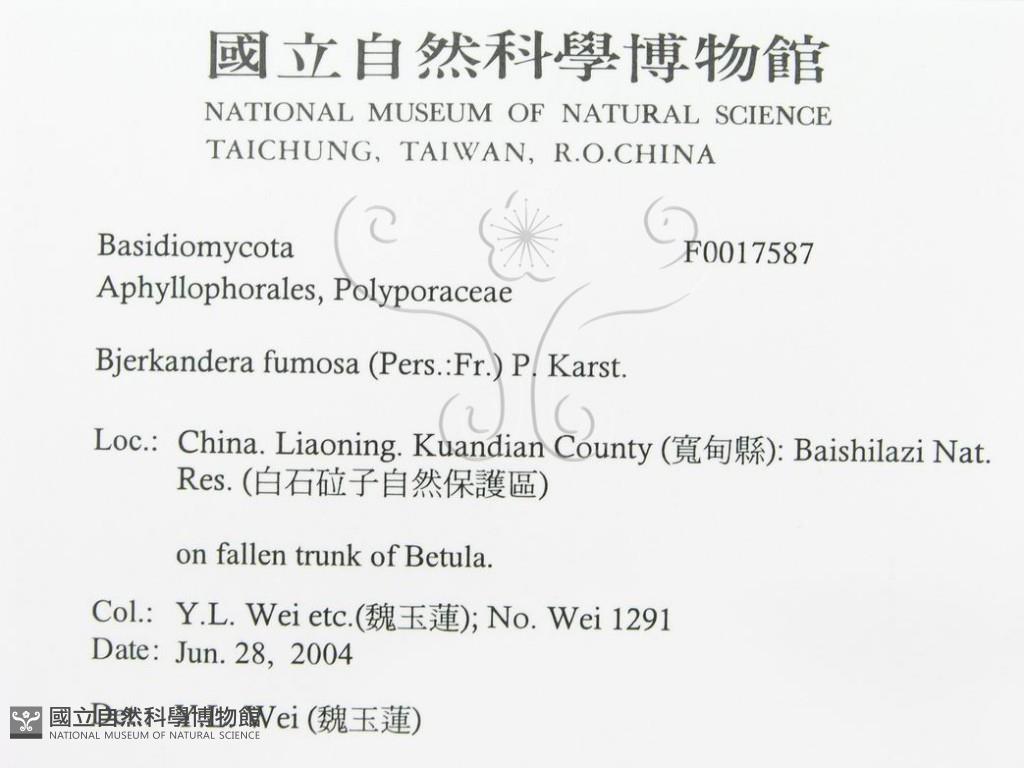 國立自然科學博物館
NATIONAL MUSEUM OF NATURAL SCIENCE
TAICHUNG, TAIWAN, R.O.CHINA
Basidiomycota F0017587
Aphyllophorales, Polyporaceae
Bjerkandera fumosa (Pers.:Fr.) P. Karst.
Loc.: China. Liaoning. Kuandian County (寬甸縣): Baishilazi Nat.
Res. (白石砬子自然保護區)
on fallen trunk of Betula.
Col.: Y.L. Wei etc.(魏玉蓮); No. Wei 1291
Date: Jun. 28, 2004
Y.L. Wei (魏玉蓮)
國立自然科學博物館
NATIONAL MUSEUM OF NATURAL SCIENCE